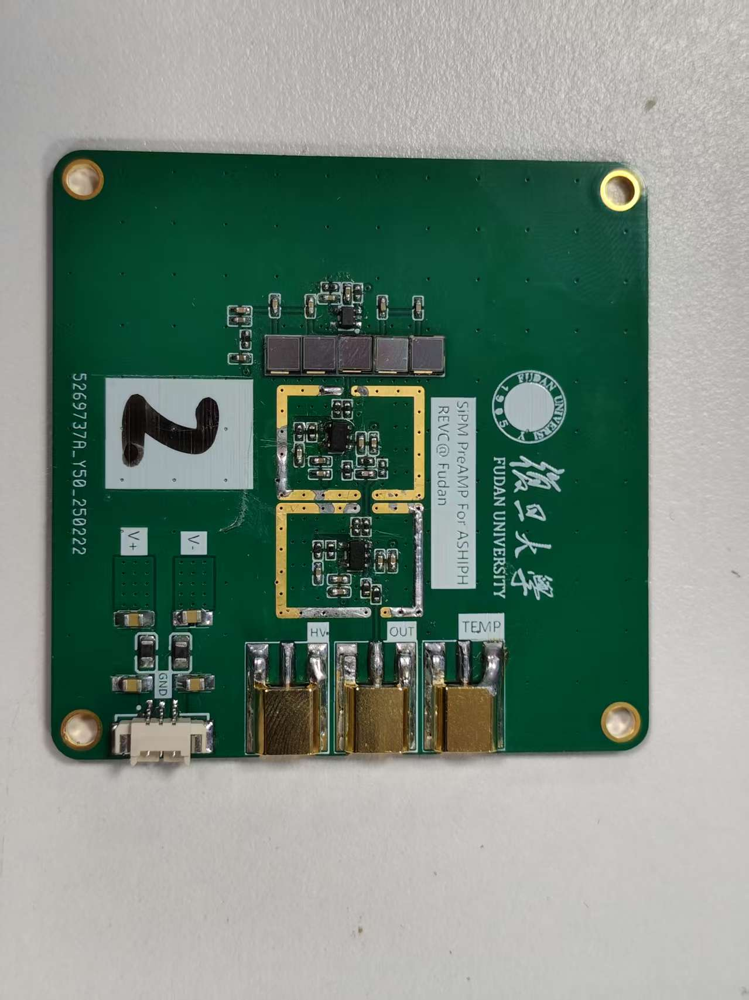 FUDAN UNIVERSITY
1905
復旦大學
FUDAN UNIVERSITY
SiPM PreAMP For ASHIPH
REVC@ Fudan
2
5269737A_Y50_250222
V+
V-
GND
HV
OUT
TEMP